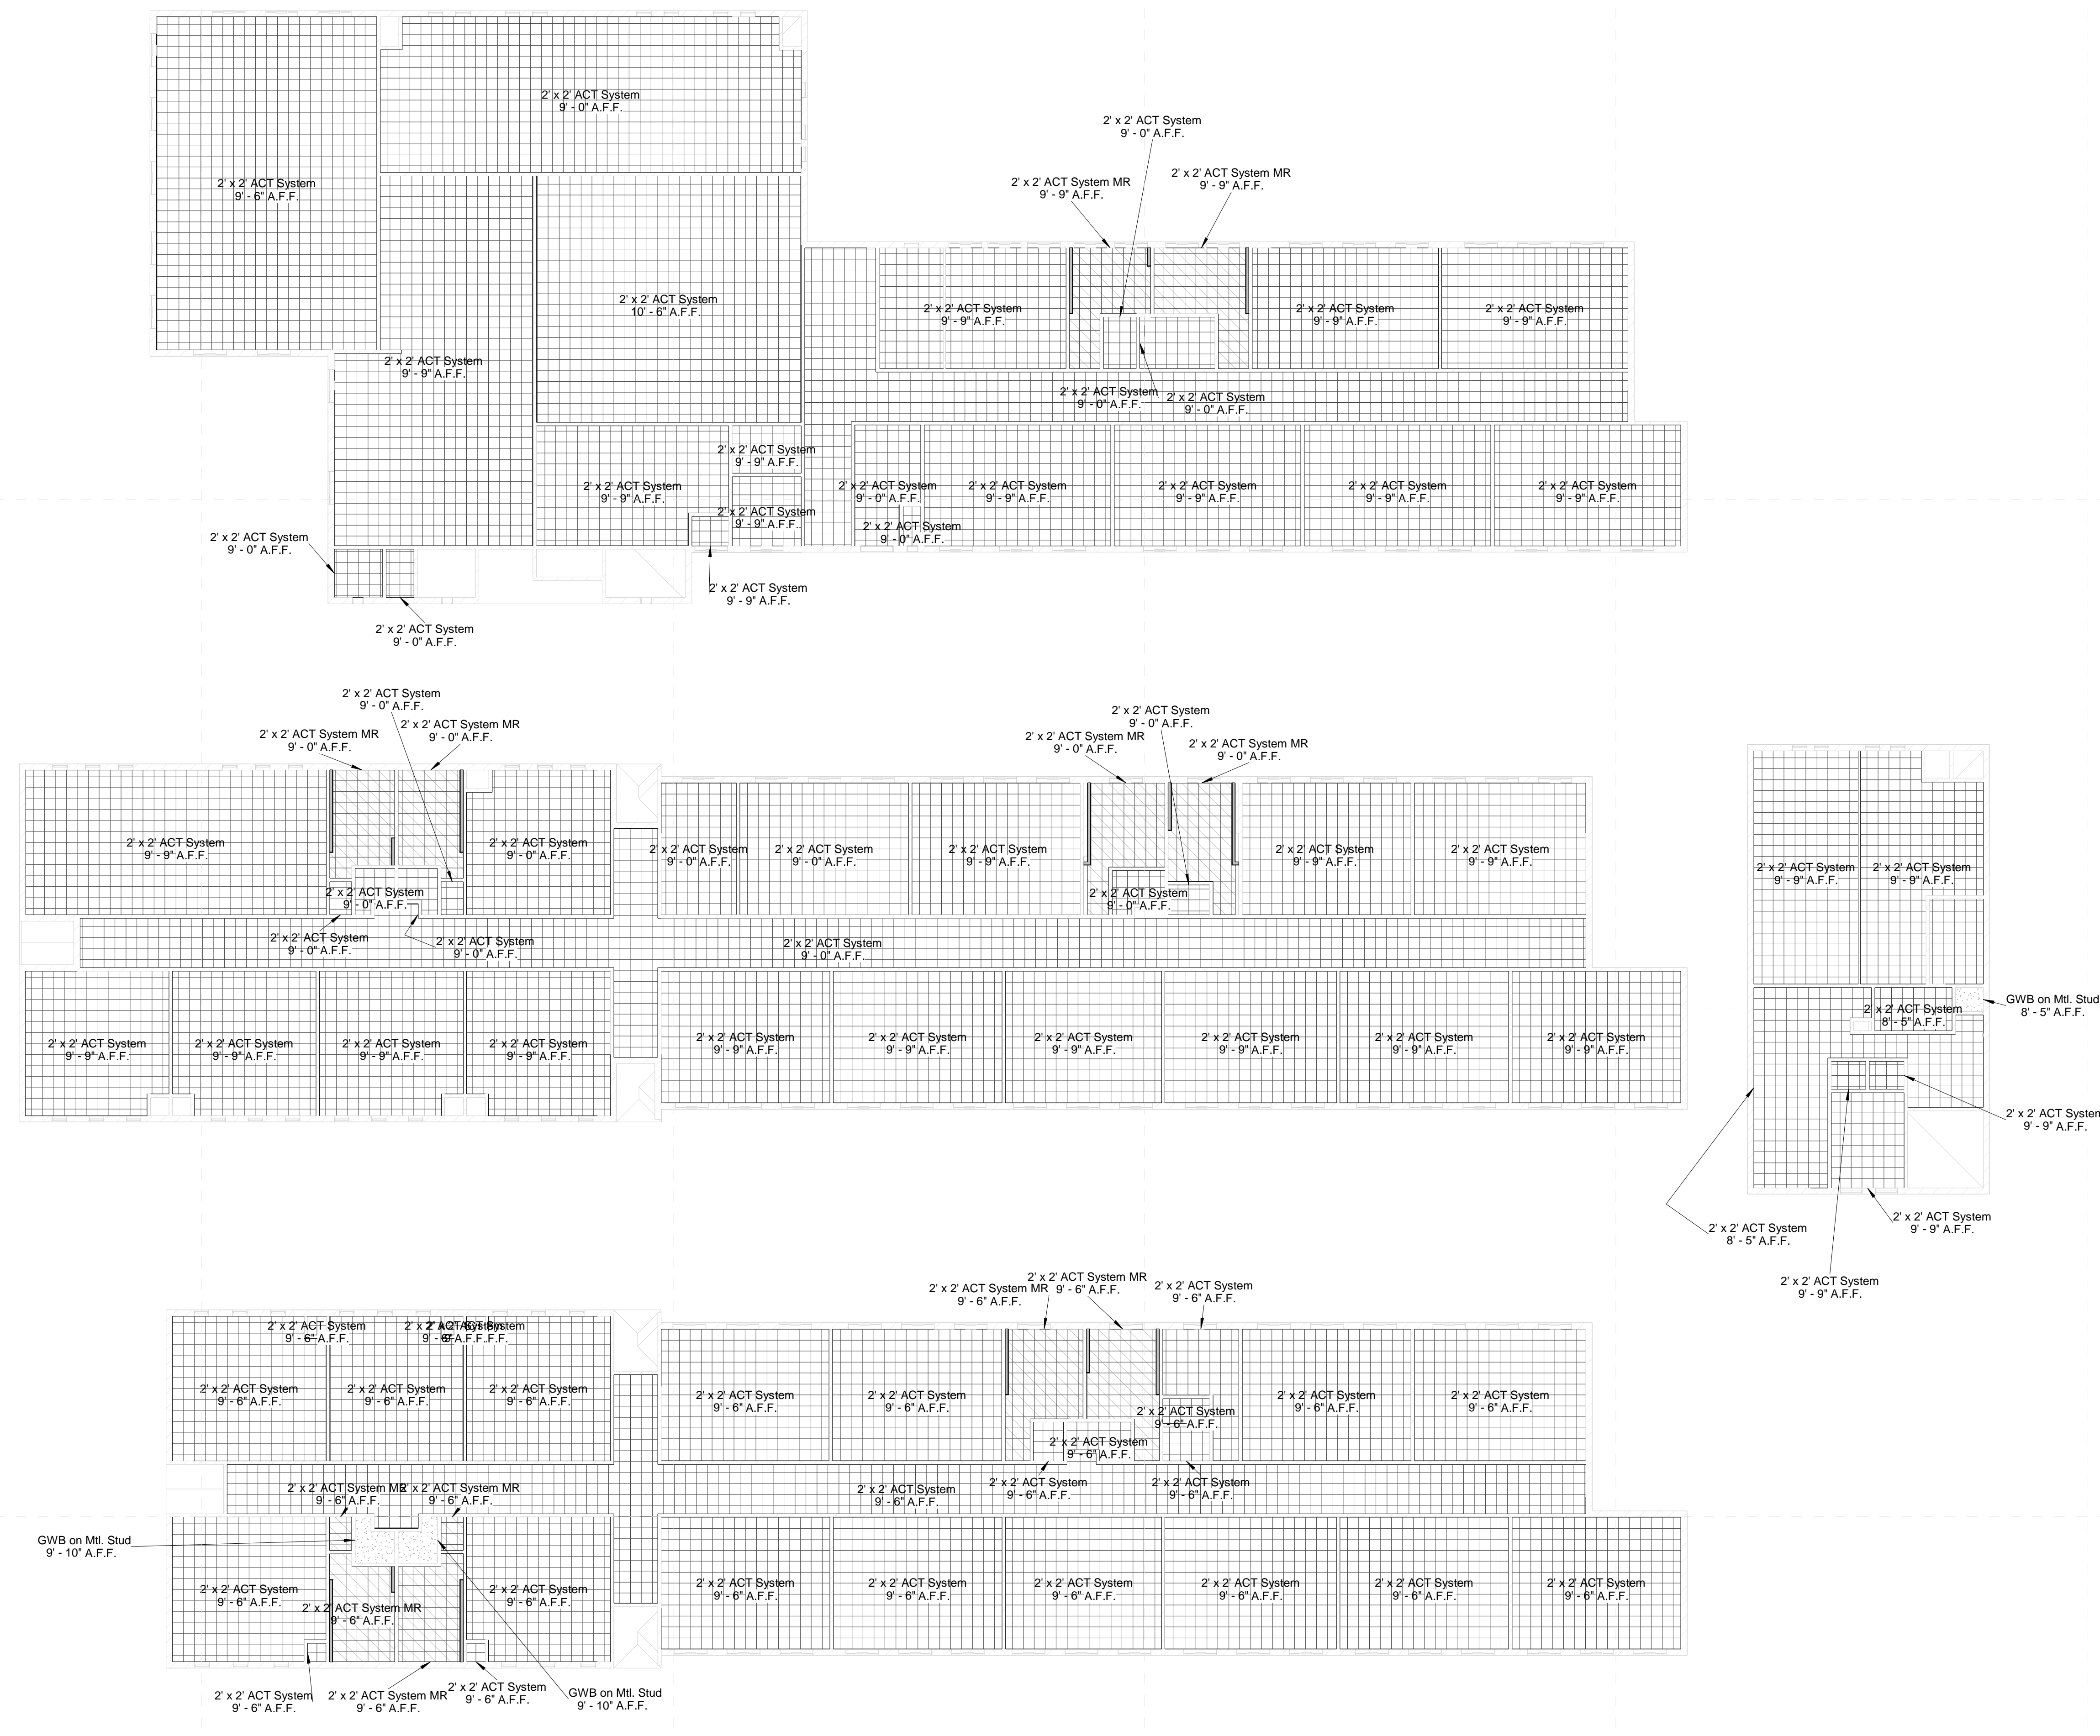 2' x 2' ACT System
9' - 0" A.F.F.
2' x 2' ACT System
9' - 6" A.F.F.
2' x 2' ACT System
9' - 0" A.F.F.
2' x 2' ACT System MR
9' - 9" A.F.F.
2' x 2' ACT System MR
9' - 9" A.F.F.
2' x 2' ACT System
10' - 6" A.F.F.
2' x 2' ACT System
9' - 9" A.F.F.
2' x 2' ACT System
9' - 9" A.F.F.
2' x 2' ACT System
9' - 9" A.F.F.
2' x 2' ACT System
9' - 9" A.F.F.
2' x 2' ACT System
9' - 0" A.F.F.
2' x 2' ACT System
9' - 0" A.F.F.
2' x 2' ACT System
9' - 9" A.F.F.
2' x 2' ACT System
9' - 9" A.F.F.
2' x 2' ACT System
9' - 9" A.F.F.
2' x 2' ACT System
9' - 0" A.F.F.
2' x 2' ACT System
9' - 9" A.F.F.
2' x 2' ACT System
9' - 9" A.F.F.
2' x 2' ACT System
9' - 9" A.F.F.
2' x 2' ACT System
9' - 9" A.F.F.
2' x 2' ACT System
9' - 0" A.F.F.
2' x 2' ACT System
9' - 0" A.F.F.
2' x 2' ACT System
9' - 9" A.F.F.
2' x 2' ACT System
9' - 0" A.F.F.
2' x 2' ACT System
9' - 0" A.F.F.
2' x 2' ACT System MR
9' - 0" A.F.F.
2' x 2' ACT System MR
9' - 0" A.F.F.
2' x 2' ACT System
9' - 0" A.F.F.
2' x 2' ACT System MR
9' - 0" A.F.F.
2' x 2' ACT System MR
9' - 0" A.F.F.
2' x 2' ACT System
9' - 9" A.F.F.
2' x 2' ACT System
9' - 0" A.F.F.
2' x 2' ACT System
9' - 0" A.F.F.
2' x 2' ACT System
9' - 0" A.F.F.
2' x 2' ACT System
9' - 9" A.F.F.
2' x 2' ACT System
9' - 9" A.F.F.
2' x 2' ACT System
9' - 9" A.F.F.
2' x 2' ACT System
9' - 0" A.F.F.
2' x 2' ACT System
9' - 0" A.F.F.
2' x 2' ACT System
9' - 0" A.F.F.
2' x 2' ACT System
9' - 0" A.F.F.
2' x 2' ACT System
9' - 0" A.F.F.
2' x 2' ACT System
9' - 9" A.F.F.
2' x 2' ACT System
9' - 9" A.F.F.
2' x 2' ACT System
9' - 9" A.F.F.
2' x 2' ACT System
9' - 9" A.F.F.
2' x 2' ACT System
9' - 9" A.F.F.
2' x 2' ACT System
9' - 9" A.F.F.
2' x 2' ACT System
9' - 9" A.F.F.
2' x 2' ACT System
9' - 9" A.F.F.
2' x 2' ACT System
9' - 9" A.F.F.
2' x 2' ACT System
9' - 9" A.F.F.
2' x 2' ACT System
9' - 9" A.F.F.
2' x 2' ACT System
9' - 9" A.F.F.
GWB on Mtl. Stud
8' - 5" A.F.F.
2' x 2' ACT System
8' - 5" A.F.F.
2' x 2' ACT System
9' - 9" A.F.F.
2' x 2' ACT System
9' - 9" A.F.F.
2' x 2' ACT System
8' - 5" A.F.F.
2' x 2' ACT System
9' - 9" A.F.F.
2' x 2' ACT System MR
9' - 6" A.F.F.
2' x 2' ACT System MR
9' - 6" A.F.F.
2' x 2' ACT System
9' - 6" A.F.F.
2' x 2' ACT System
9' - 6" A.F.F.
2' x 2' ACT System
9' - 6" A.F.F.
2' x 2' ACT System
9' - 6" A.F.F.
2' x 2' ACT System
9' - 6" A.F.F.
2' x 2' ACT System
9' - 6" A.F.F.
2' x 2' ACT System
9' - 6" A.F.F.
2' x 2' ACT System
9' - 6" A.F.F.
2' x 2' ACT System
9' - 6" A.F.F.
2' x 2' ACT System
9' - 6" A.F.F.
2' x 2' ACT System
9' - 6" A.F.F.
2' x 2' ACT System
9' - 6" A.F.F.
2' x 2' ACT System MR
9' - 6" A.F.F.
2' x 2' ACT System MR
9' - 6" A.F.F.
2' x 2' ACT System
9' - 6" A.F.F.
2' x 2' ACT System
9' - 6" A.F.F.
2' x 2' ACT System
9' - 6" A.F.F.
GWB on Mtl. Stud
9' - 10" A.F.F.
2' x 2' ACT System
9' - 6" A.F.F.
2' x 2' ACT System MR
9' - 6" A.F.F.
2' x 2' ACT System
9' - 6" A.F.F.
2' x 2' ACT System
9' - 6" A.F.F.
2' x 2' ACT System
9' - 6" A.F.F.
2' x 2' ACT System
9' - 6" A.F.F.
2' x 2' ACT System
9' - 6" A.F.F.
2' x 2' ACT System
9' - 6" A.F.F.
2' x 2' ACT System
9' - 6" A.F.F.
2' x 2' ACT System
9' - 6" A.F.F.
2' x 2' ACT System MR
9' - 6" A.F.F.
2' x 2' ACT System
9' - 6" A.F.F.
GWB on Mtl. Stud
9' - 10" A.F.F.